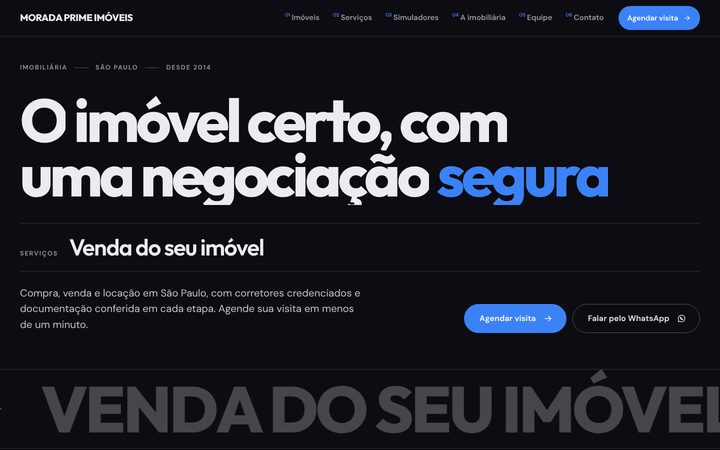 MORADA PRIME IMÓVEIS
01 Imóveis 02 Serviços 03 Simuladores 04 A imobiliária 05 Equipe 06 Contato Agendar visita →
IMOBILIÁRIA — SÃO PAULO — DESDE 2014
O imóvel certo, com
uma negociação segura
SERVIÇOS Venda do seu imóvel
Compra, venda e locação em São Paulo, com corretores credenciados e
documentação conferida em cada etapa. Agende sua visita em menos
de um minuto.
Agendar visita → Falar pelo WhatsApp
VENDA DO SEU IMÓVEL